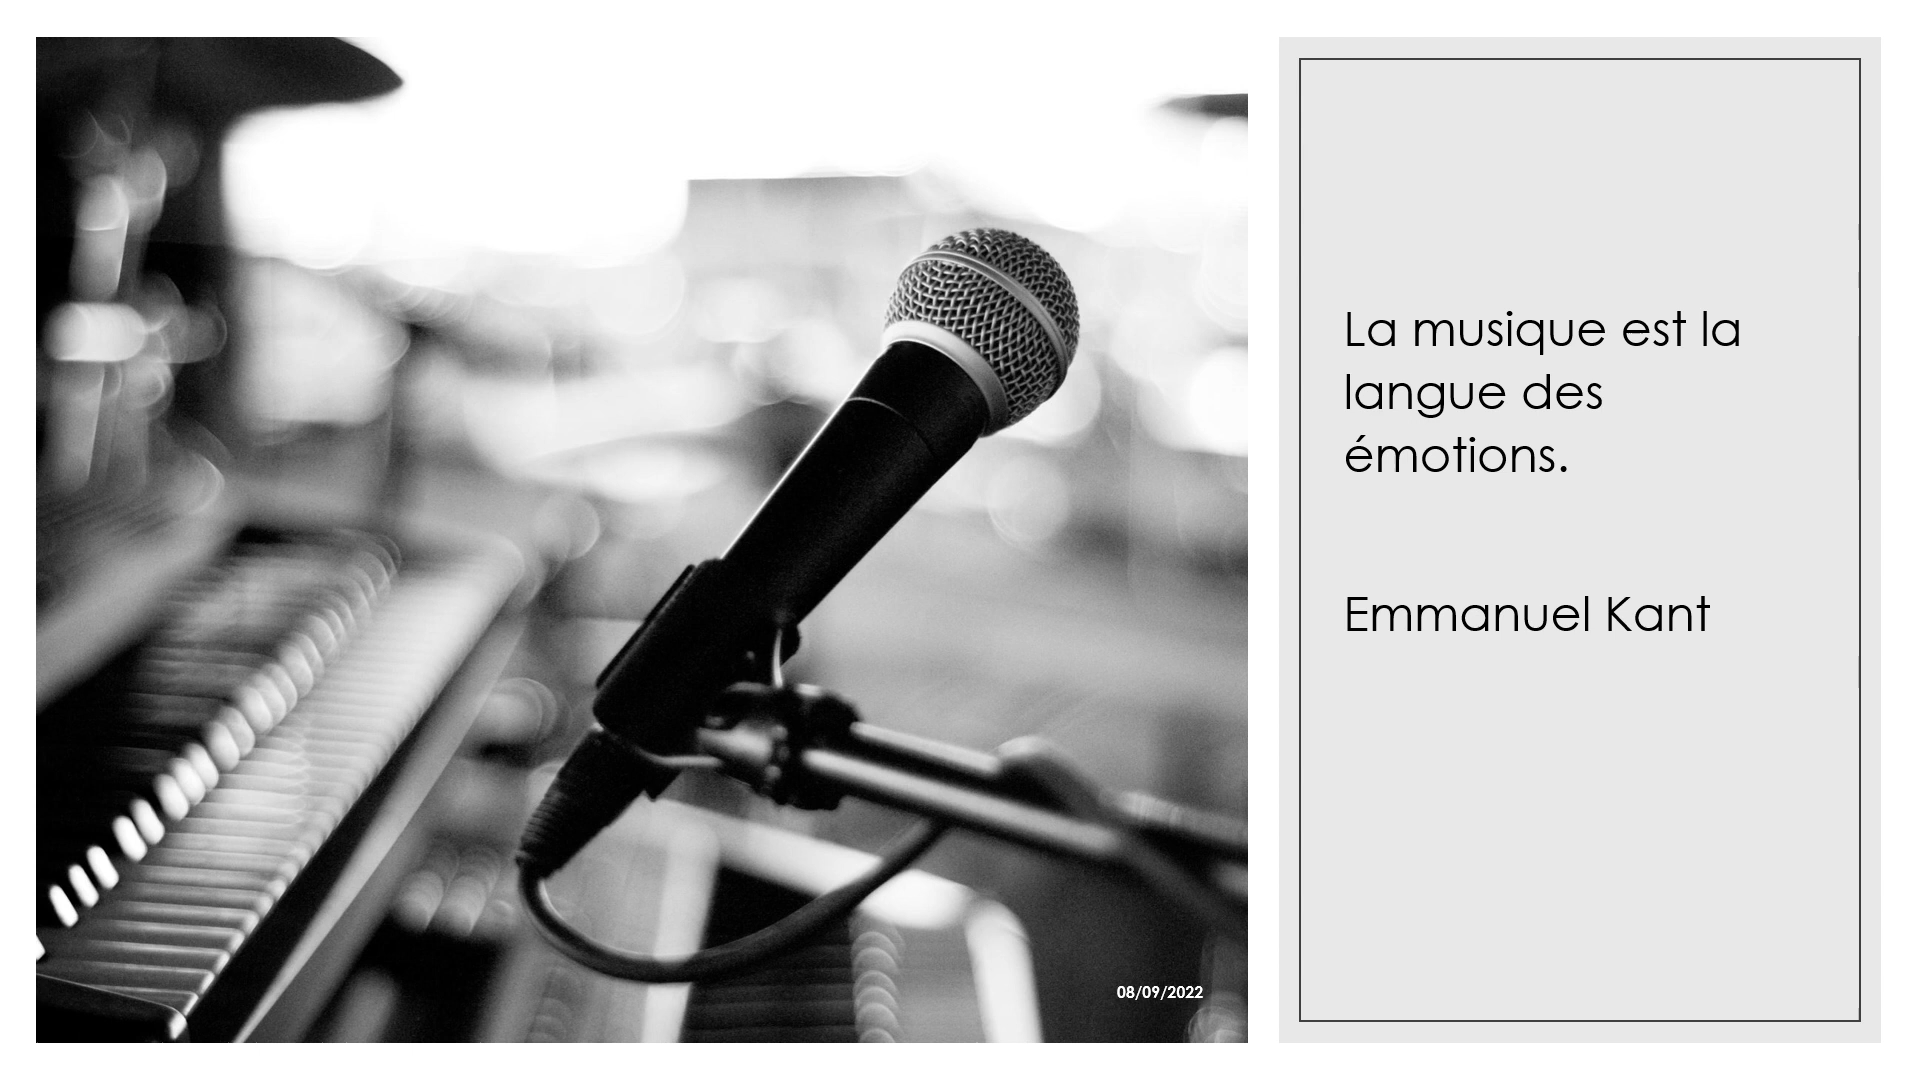 La musique est la
langue des
émotions.
Emmanuel Kant
08/09/2022